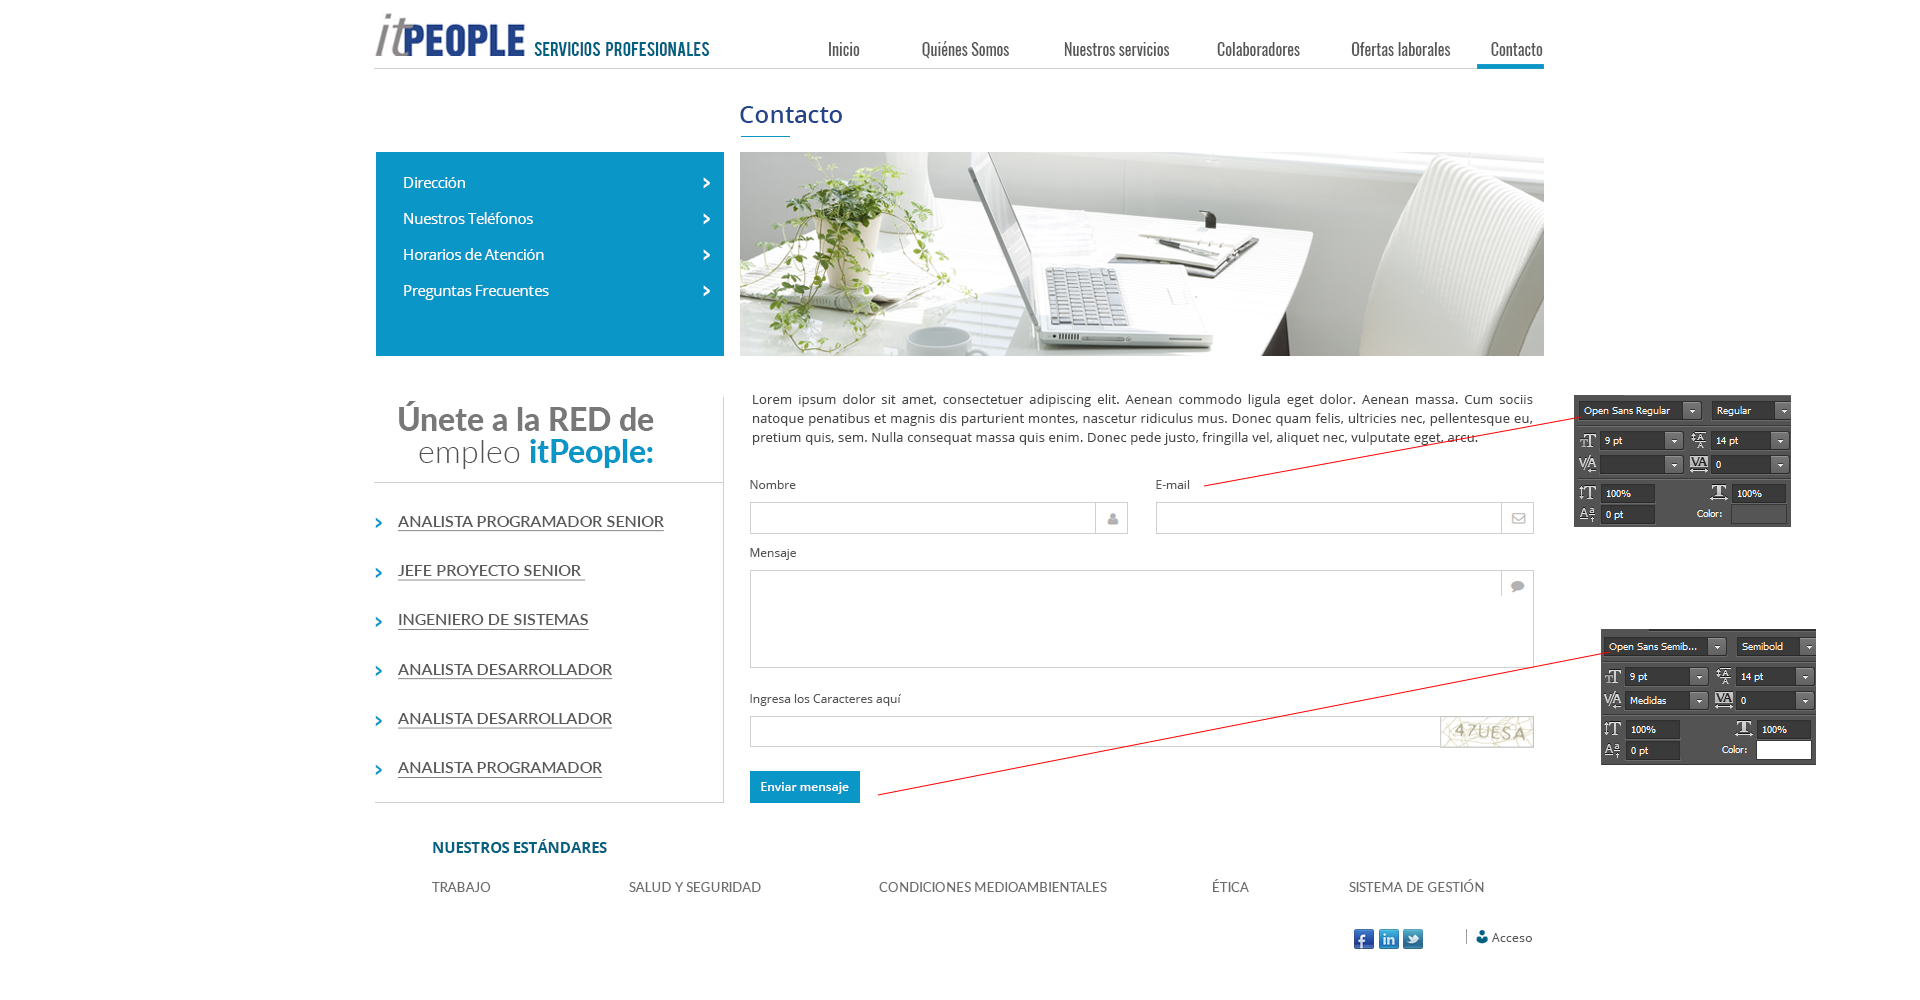 itPEOPLE SERVICIOS PROFESIONALES
Inicio
Quiénes Somos
Nuestros servicios
Colaboradores
Ofertas laborales
Contacto
Contacto
Dirección
Nuestros Teléfonos
Horarios de Atención
Preguntas Frecuentes
Únete a la RED de
empleo itPeople:
ANALISTA PROGRAMADOR SENIOR
JEFE PROYECTO SENIOR
INGENIERO DE SISTEMAS
ANALISTA DESARROLLADOR
ANALISTA DESARROLLADOR
ANALISTA PROGRAMADOR
Lorem ipsum dolor sit amet, consectetuer adipiscing elit. Aenean commodo ligula eget dolor. Aenean massa. Cum sociis
natoque penatibus et magnis dis parturient montes, nascetur ridiculus mus. Donec quam felis, ultricies nec, pellentesque eu,
pretium quis, sem. Nulla consequat massa quis enim. Donec pede justo, fringilla vel, aliquet nec, vulputate eget, arcu.
Nombre
E-mail
Mensaje
Ingresa los Caracteres aquí
47UESA
Enviar mensaje
Open Sans Regular
Regular
9 pt
14 pt
0
100%
100%
0 pt
Color:
Open Sans Semib...
Semibold
9 pt
14 pt
Medidas
0
100%
100%
0 pt
Color:
NUESTROS ESTÁNDARES
TRABAJO
SALUD Y SEGURIDAD
CONDICIONES MEDIOAMBIENTALES
ÉTICA
SISTEMA DE GESTIÓN
Acceso